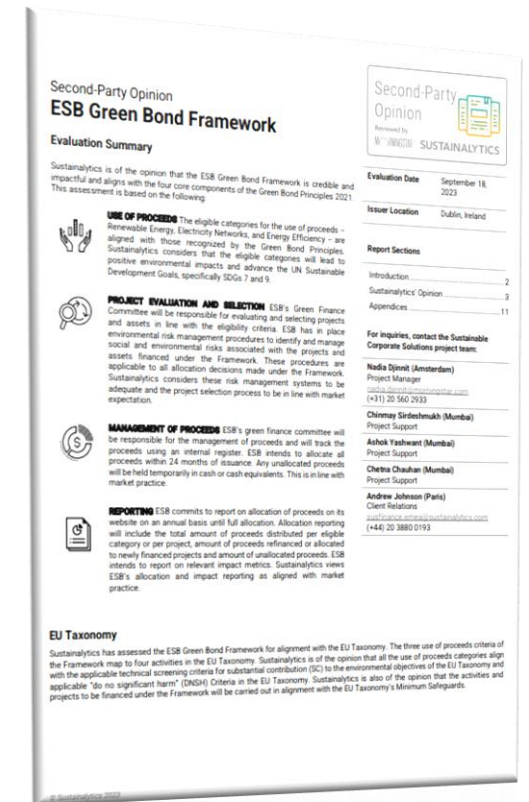 Second-Party Opinion
ESB Green Bond Framework
Evaluation Summary
Sustainalytics is of the opinion that the ESB Green Bond Framework is credible and
impactful and aligns with the four core components of the Green Bond Principles 2021.
This assessment is based on the following:
USE OF PROCEEDS The eligible categories for the use of proceeds –
Renewable Energy, Electricity Networks, and Energy Efficiency – are
aligned with those recognized by the Green Bond Principles.
Sustainalytics considers that the eligible categories will lead to
positive environmental impacts and advance the UN Sustainable
Development Goals, specifically SDGs 7 and 9.
PROJECT EVALUATION AND SELECTION ESB's Green Finance
Committee will be responsible for evaluating and selecting projects
and assets in line with the eligibility criteria. ESB has in place
environmental risk management procedures to identify and manage
social and environmental risks associated with the projects and
assets financed under the Framework. These procedures are
applicable to all allocation decisions made under the Framework.
Sustainalytics considers these risk management systems to be
adequate and the project selection process to be in line with market
expectation.
MANAGEMENT OF PROCEEDS ESB's green finance committee will
be responsible for the management of proceeds and will track the
proceeds using an internal register. ESB intends to allocate all
proceeds within 24 months of issuance. Any unallocated proceeds
will be held temporarily in cash or cash equivalents. This is in line with
market practice.
REPORTING ESB commits to report on allocation of proceeds on its
website on an annual basis until full allocation. Allocation reporting
will include the total amount of proceeds distributed per eligible
category or per project, amount of proceeds refinanced or allocated
to newly financed projects and amount of unallocated proceeds. ESB
intends to report on relevant impact metrics. Sustainalytics views
ESB's allocation and impact reporting as aligned with market
practice.
Second-Party
Opinion
Reviewed by
MORNINGSTAR SUSTAINALYTICS
Evaluation Date September 18,
2023
Issuer Location Dublin, Ireland
Report Sections
Introduction 2
Sustainalytics' Opinion 3
Appendices 11
For inquiries, contact the Sustainable
Corporate Solutions project team:
Nadia Djinnit (Amsterdam)
Project Manager
nadia.djinnit@morningstar.com
(+31) 20 560 2933
Chinmay Sirdeshmukh (Mumbai)
Project Support
Ashok Yashwant (Mumbai)
Project Support
Chetna Chauhan (Mumbai)
Project Support
Andrew Johnson (Paris)
Client Relations
susfinance.emea@sustainalytics.com
(+44) 20 3880 0193
EU Taxonomy
Sustainalytics has assessed the ESB Green Bond Framework for alignment with the EU Taxonomy. The three use of proceeds criteria of
the Framework map to four activities in the EU Taxonomy. Sustainalytics is of the opinion that all the use of proceeds categories align
with the applicable technical screening criteria for substantial contribution (SC) to the environmental objectives of the EU Taxonomy and
applicable "do no significant harm" (DNSH) Criteria in the EU Taxonomy. Sustainalytics is also of the opinion that the activities and
projects to be financed under the Framework will be carried out in alignment with the EU Taxonomy's Minimum Safeguards.
© Sustainalytics 2023